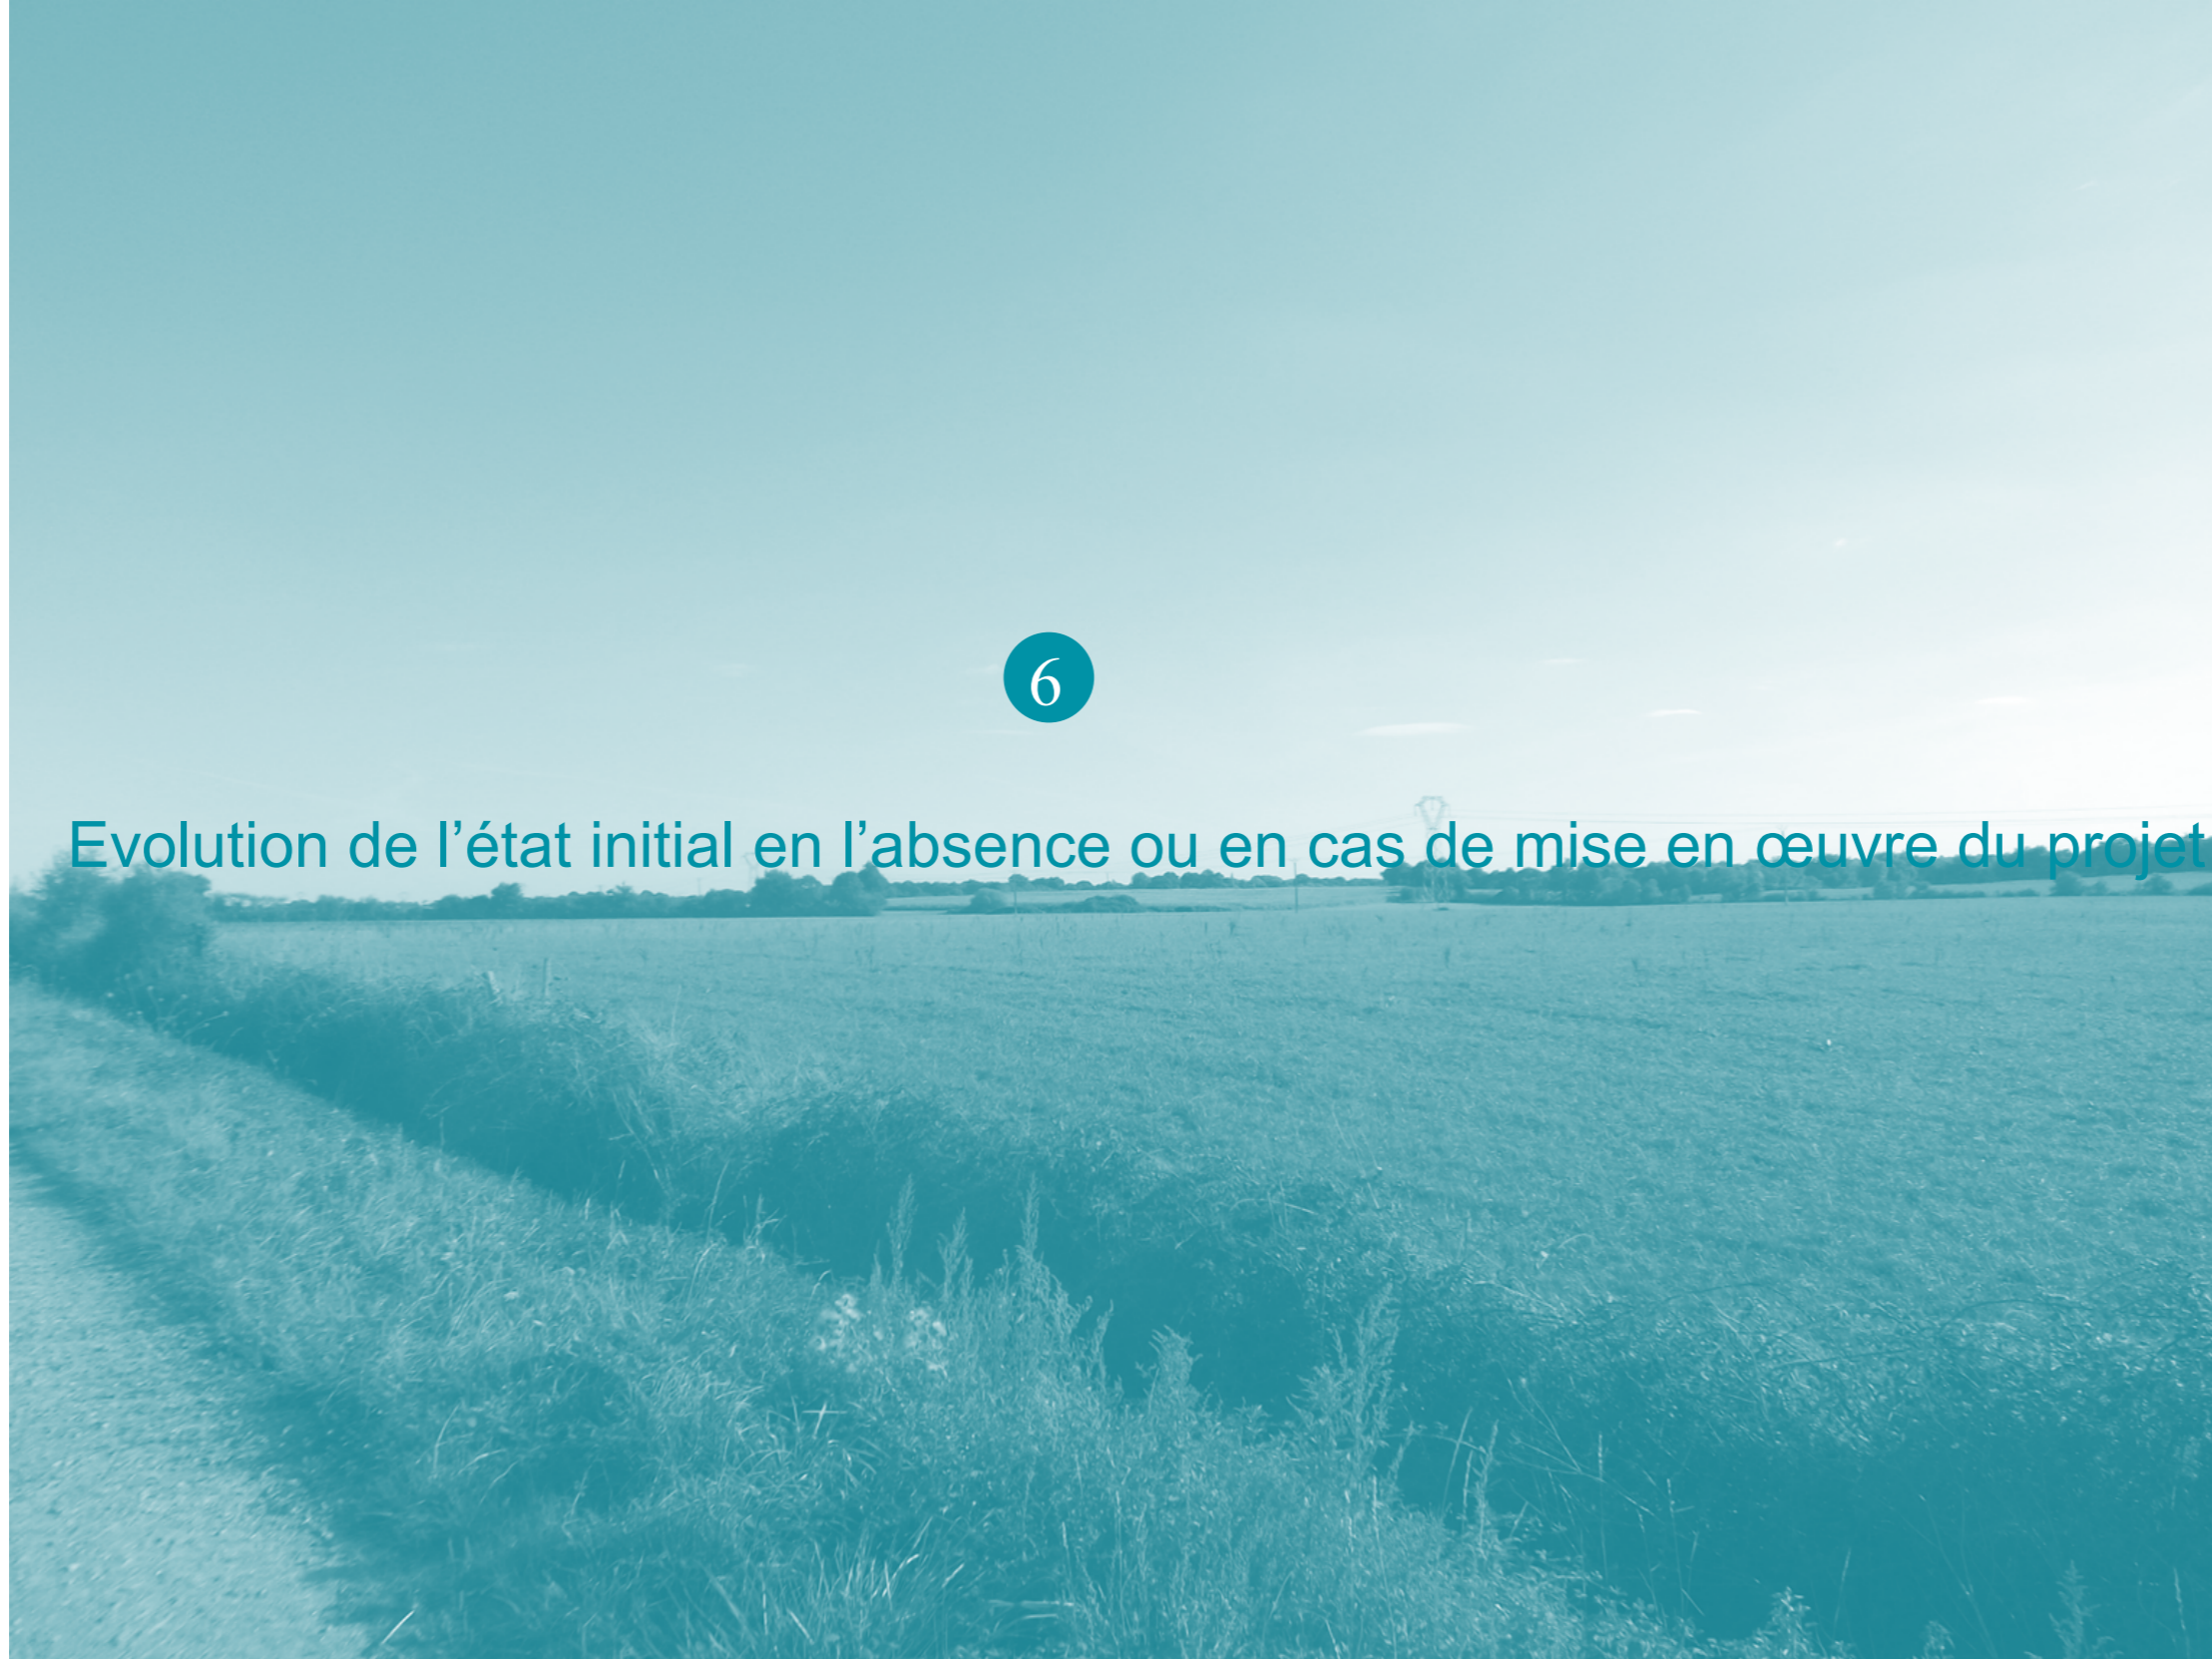 6
Evolution de l’état initial en l’absence ou en cas de mise en œuvre du projet